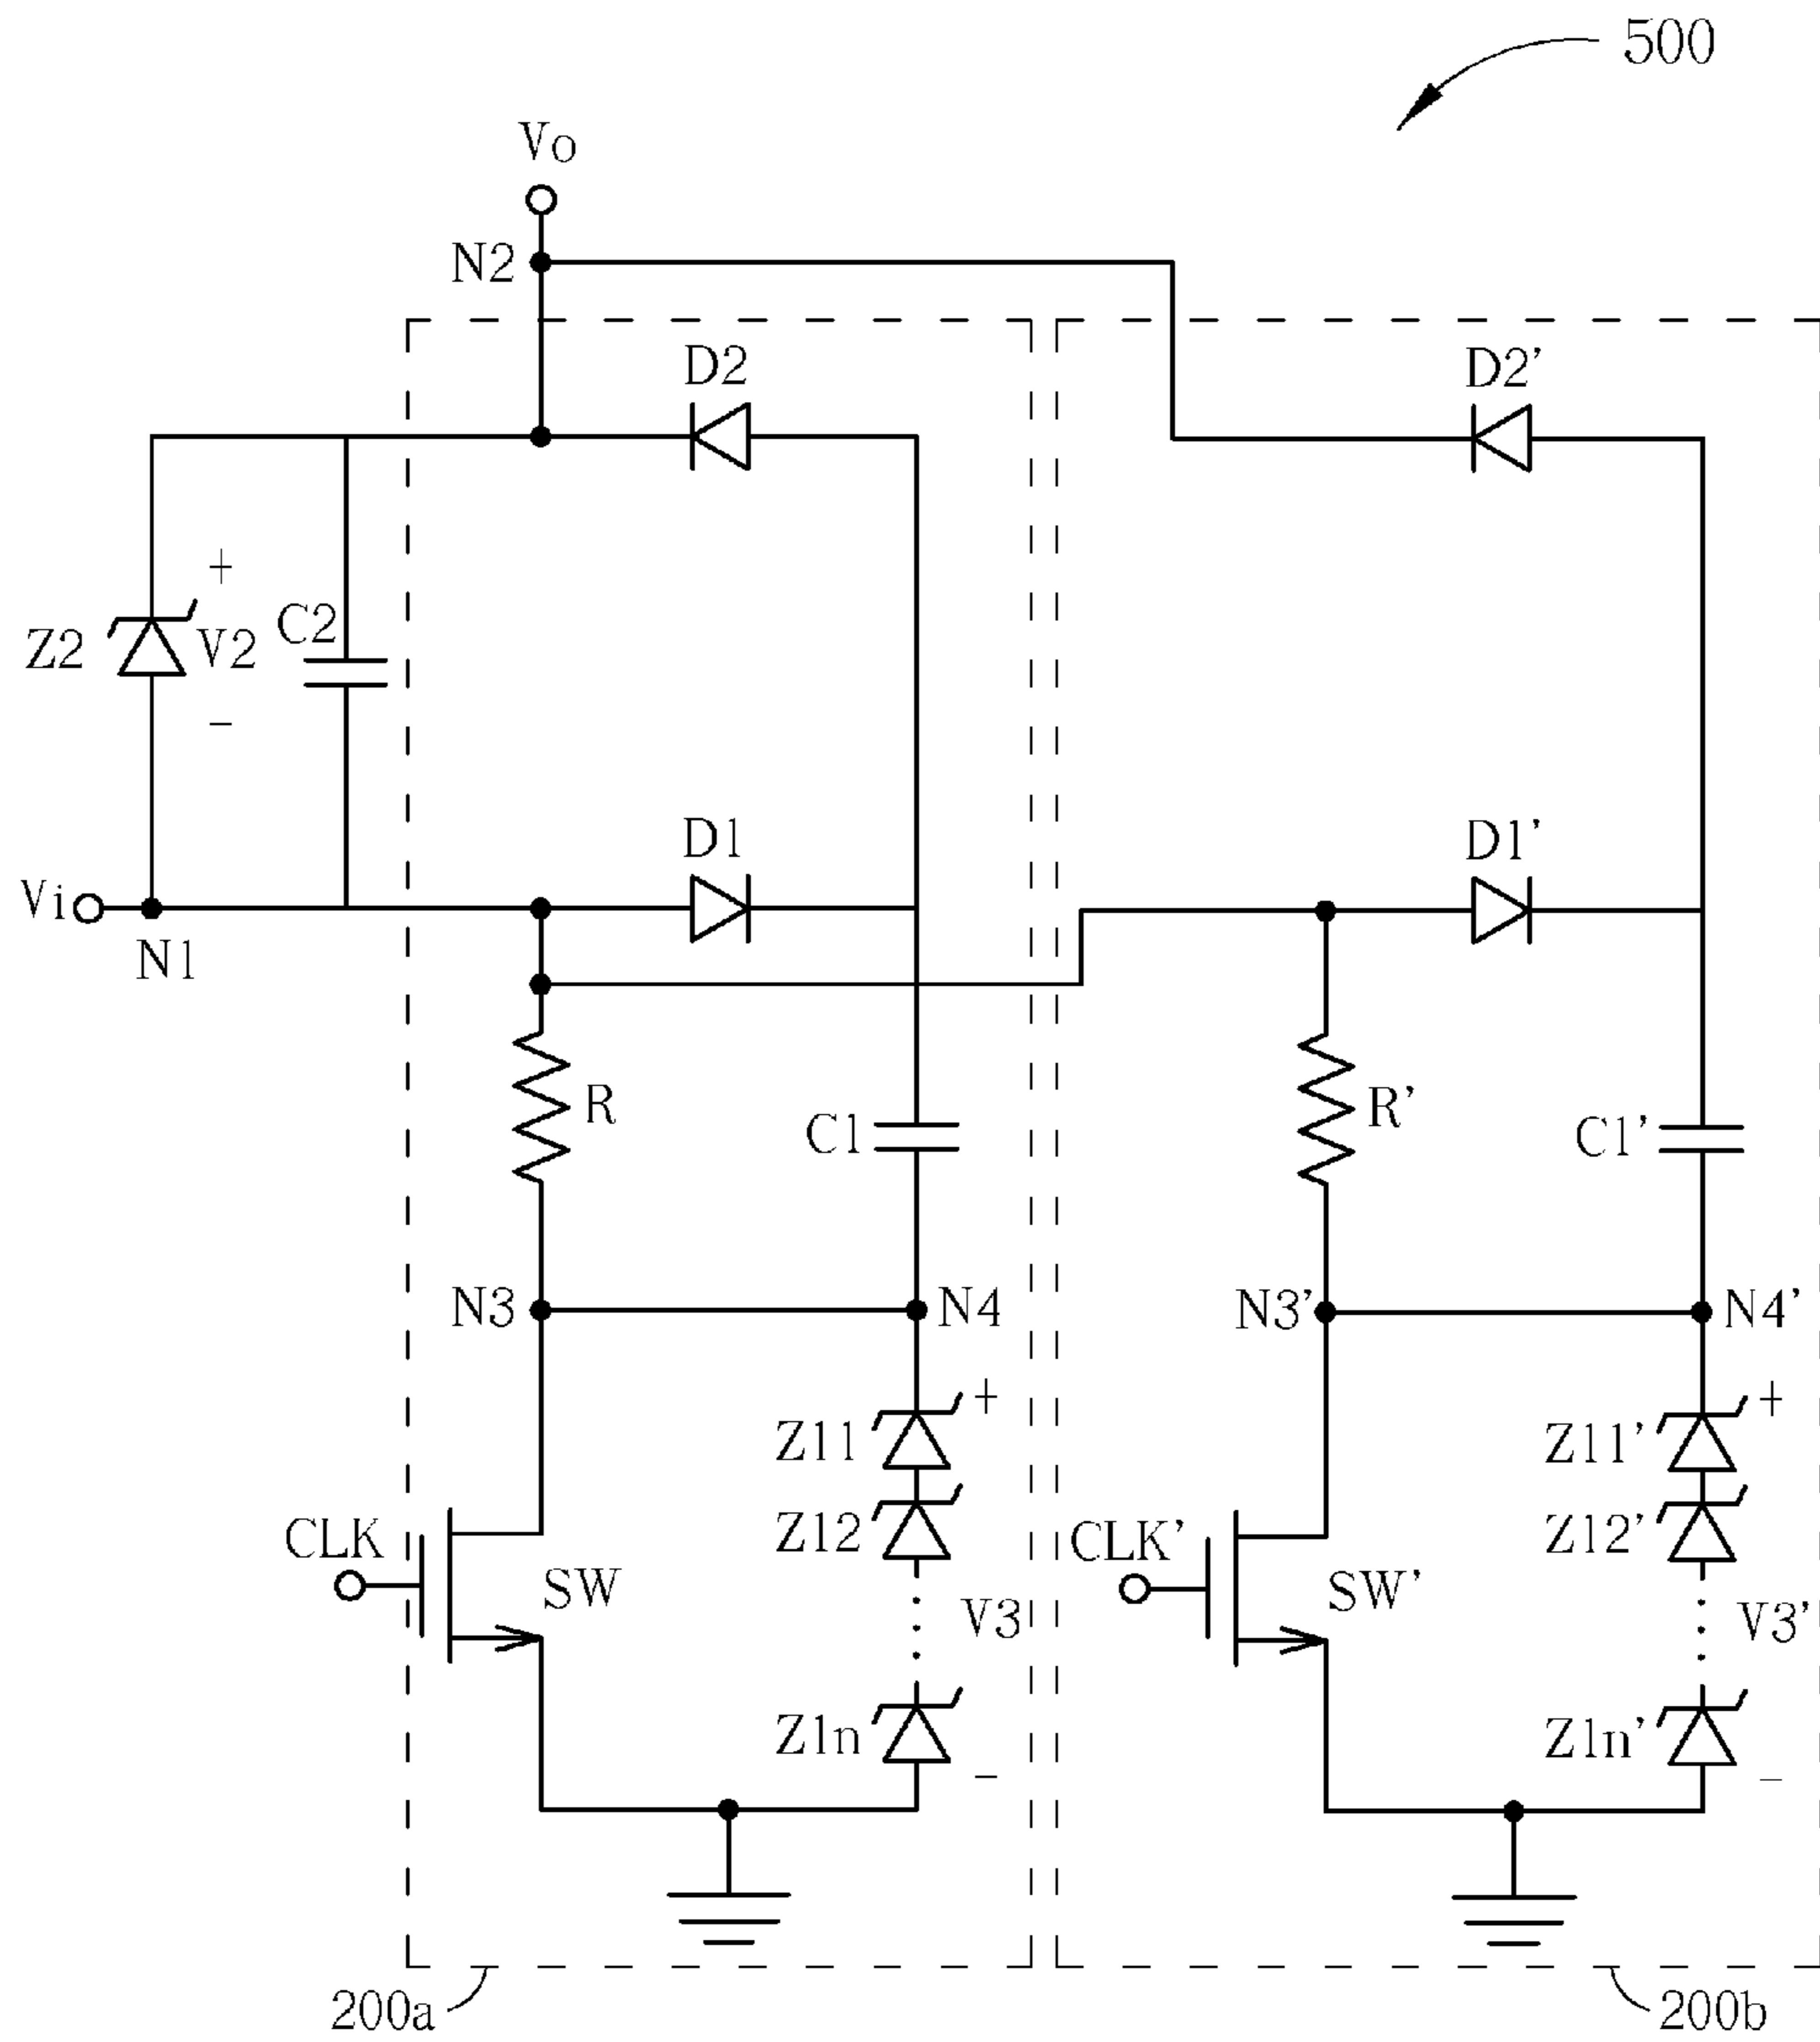 500
Vo
N2
D2
D2'
+
Z2
V2
C2
-
D1
D1'
Vi
N1
R
C1
R'
C1'
N3
N4
N3'
N4'
+
+
Z11
Z11'
CLK
Z12
CLK'
Z12'
SW
V3
SW'
V3'
Z1n
Z1n'
-
-
200a
200b